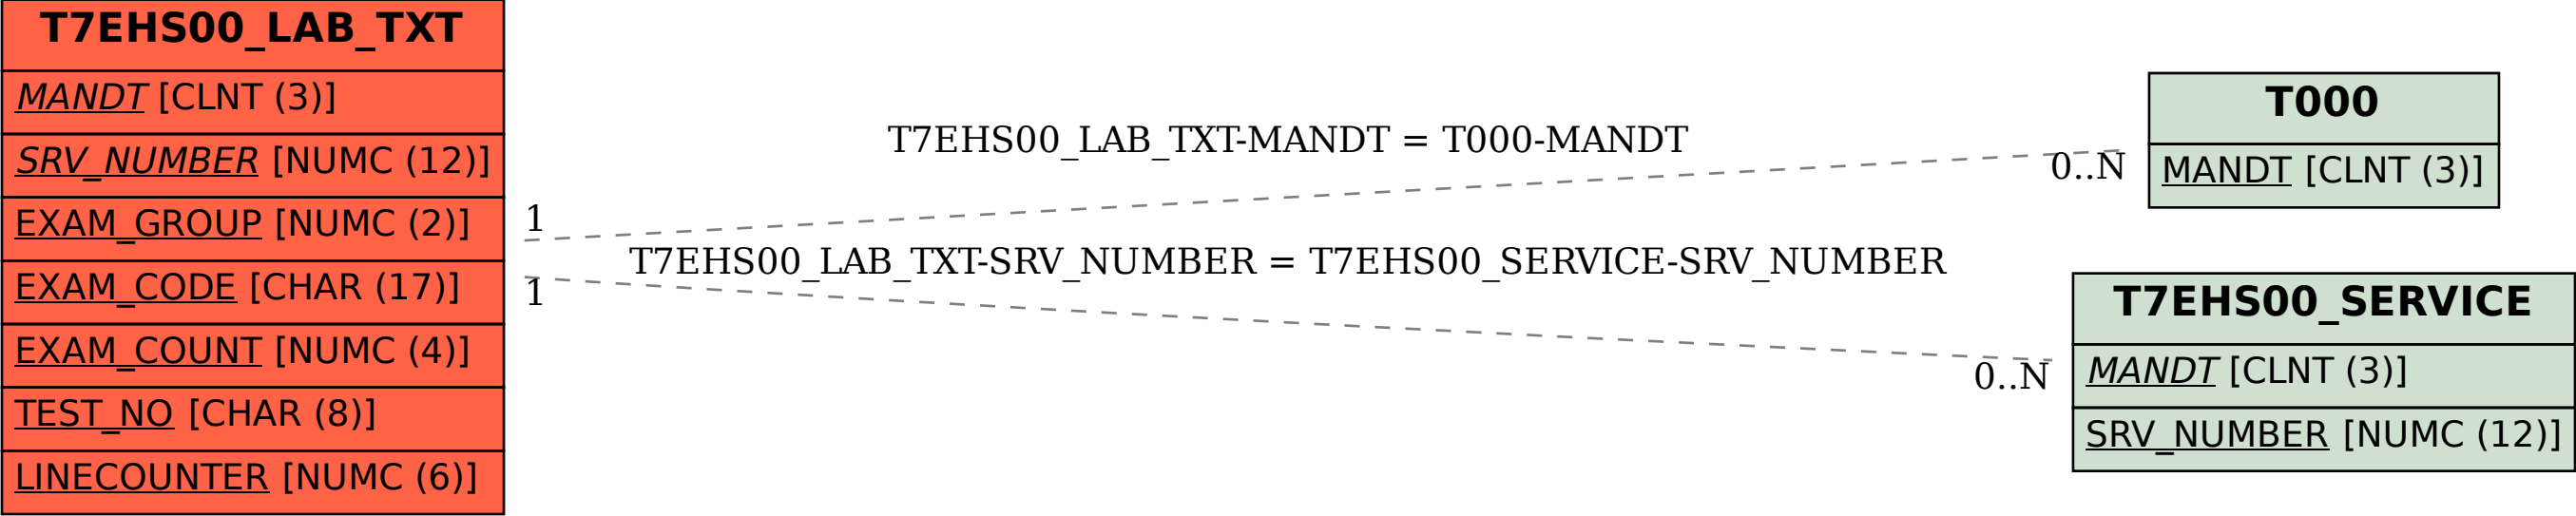 T7EHS00_LAB_TXT
MANDT [CLNT (3)]
SRV_NUMBER [NUMC (12)]
EXAM_GROUP [NUMC (2)]
EXAM_CODE [CHAR (17)]
EXAM_COUNT [NUMC (4)]
TEST_NO [CHAR (8)]
LINECOUNTER [NUMC (6)]
T7EHS00_LAB_TXT-MANDT = T000-MANDT
1
0..N
T7EHS00_LAB_TXT-SRV_NUMBER = T7EHS00_SERVICE-SRV_NUMBER
1
0..N
T000
MANDT [CLNT (3)]
T7EHS00_SERVICE
MANDT [CLNT (3)]
SRV_NUMBER [NUMC (12)]